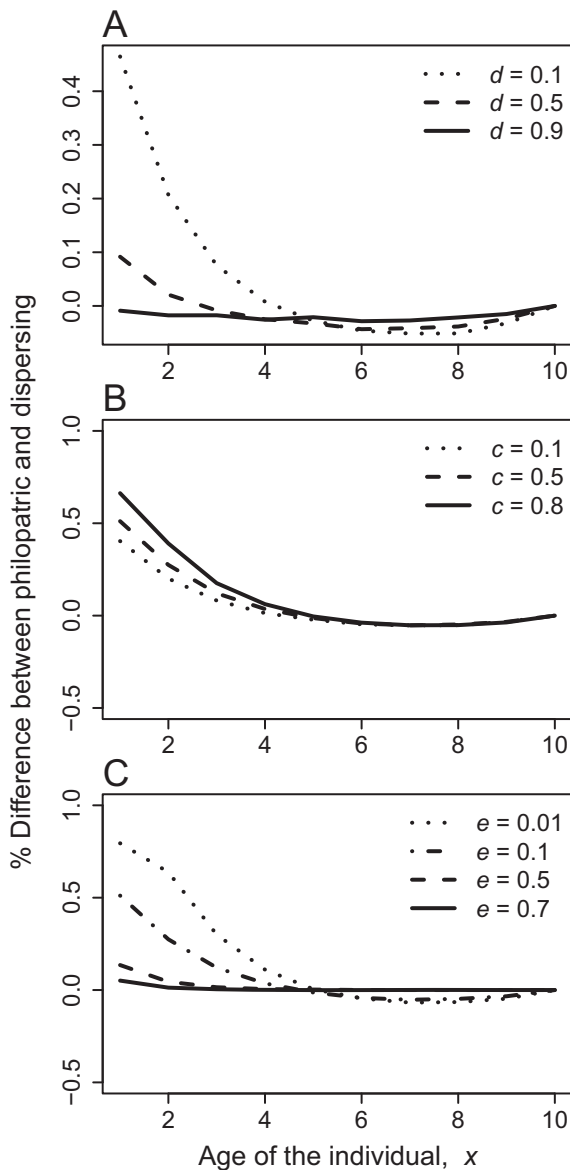 A
d = 0.1
d = 0.5
d = 0.9
0.0 0.1 0.2 0.3 0.4
2 4 6 8 10
B
c = 0.1
c = 0.5
c = 0.8
−0.5 0.0 0.5 1.0
2 4 6 8 10
C
e = 0.01
e = 0.1
e = 0.5
e = 0.7
−0.5 0.0 0.5 1.0
2 4 6 8 10
% Difference between philopatric and dispersing
Age of the individual, x